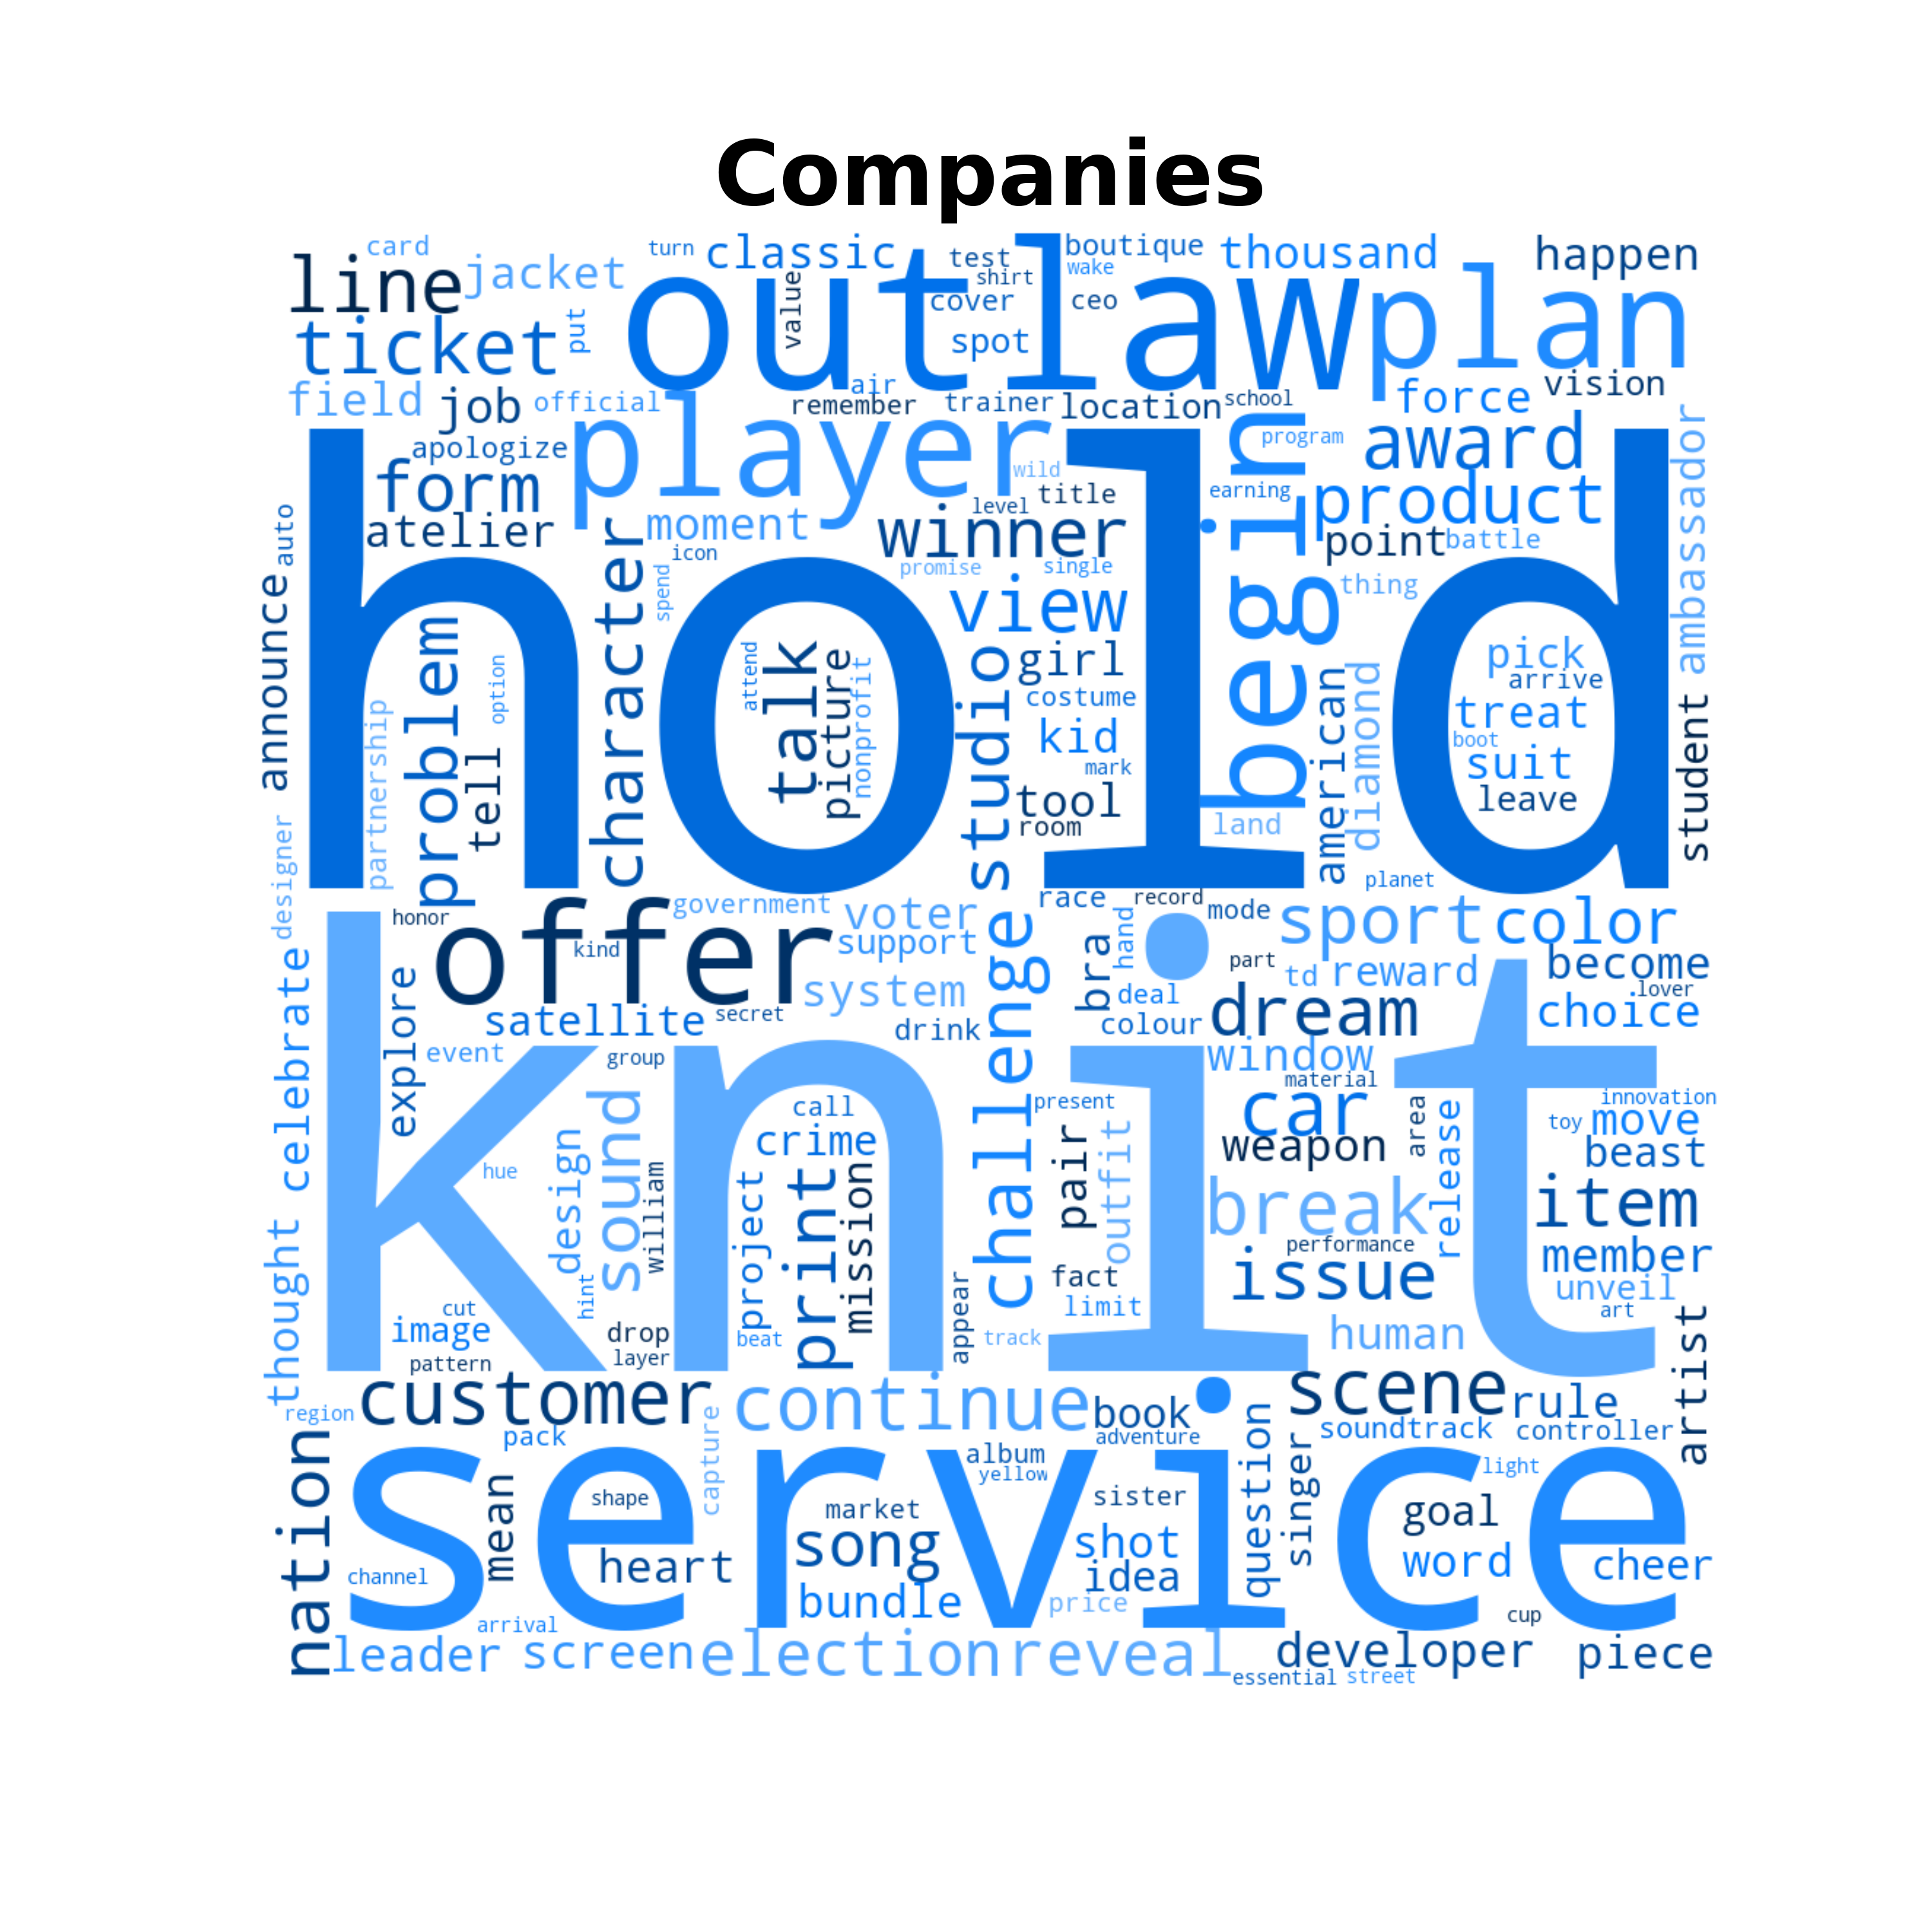 Companies
card
turn
classic
test
boutique
thousand
happen
line
jacket
outlaw
shirt
wake
plan
value
cover
ceo
ticket
put
spot
field
job
official
air
remember
trainer
location
school
force
vision
apologize
player
wild
program
award
ambassador
form
title
earning
product
auto
atelier
moment
level
winner
begin
point
battle
icon
promise
single
thing
announce
hold
character
spend
view
problem
option
attend
talk
picture
nonprofit
studio
girl
american
diamond
pick
arrive
partnership
costume
treat
student
kid
boot
suit
tell
mark
leave
tool
room
land
designer
planet
honor
offer
government
voter
race
record
mode
sport
color
kind
support
challenge
bra
hand
part
become
celebrate
explore
system
td
reward
lover
satellite
secret
deal
dream
choice
drink
colour
event
group
knit
window
material
call
present
car
area
release
innovation
toy
move
crime
weapon
beast
hue
design
sound
william
project
print
mission
pair
outfit
break
item
thought
performance
member
fact
issue
unveil
hint
appear
limit
art
cut
image
drop
beat
track
human
artist
pattern
layer
customer
continue
scene
rule
region
book
capture
pack
adventure
question
soundtrack
controller
nation
service
album
yellow
singer
light
mean
shape
market
sister
goal
song
shot
word
cheer
heart
idea
channel
bundle
price
arrival
cup
leader
screen
election
reveal
developer
piece
essential
street